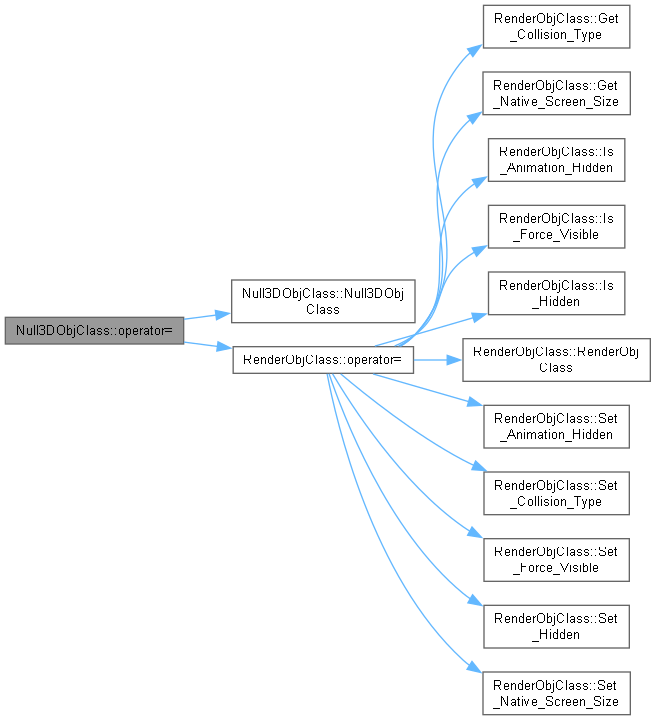 RenderObjClass::Get
_Collision_Type
RenderObjClass::Get
_Native_Screen_Size
RenderObjClass::Is
_Animation_Hidden
RenderObjClass::Is
_Force_Visible
RenderObjClass::Is
_Hidden
Null3DObjClass::Null3DObj
Class
Null3DObjClass::operator=
RenderObjClass::operator=
RenderObjClass::RenderObj
Class
RenderObjClass::Set
_Animation_Hidden
RenderObjClass::Set
_Collision_Type
RenderObjClass::Set
_Force_Visible
RenderObjClass::Set
_Hidden
RenderObjClass::Set
_Native_Screen_Size